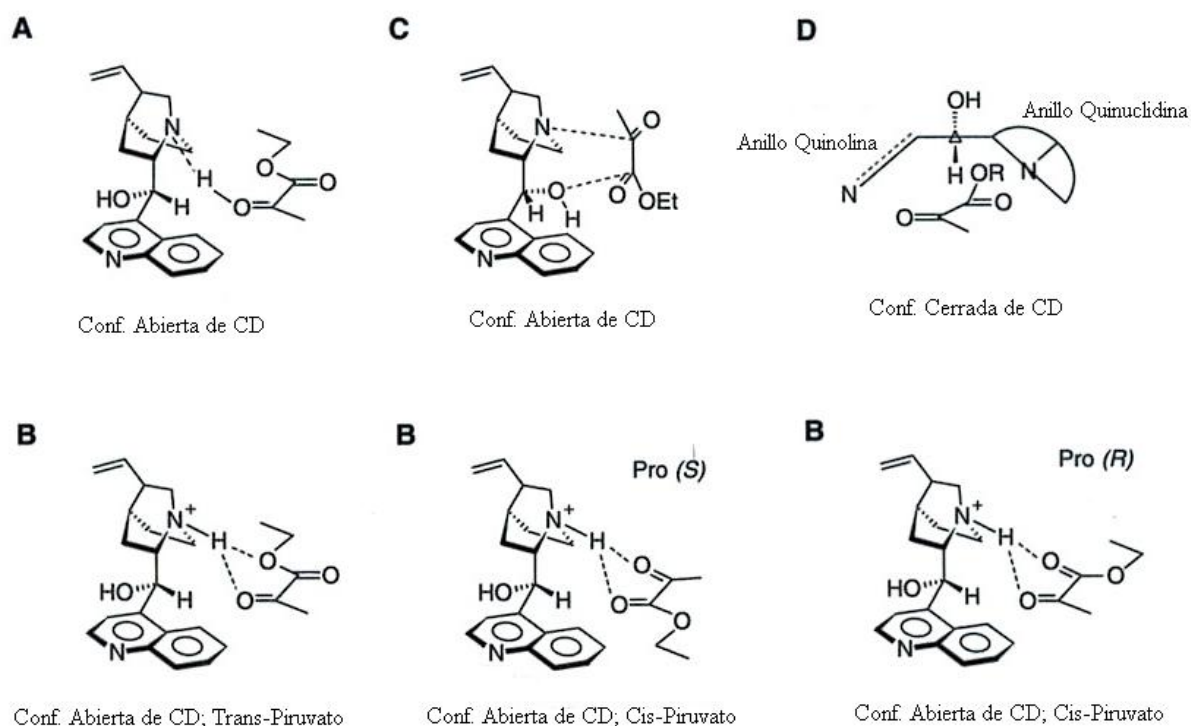 A
N
H
O
O
O
HO
H
N
Conf. Abierta de CD
C
N
O
O
O
OEt
H
H
N
Conf. Abierta de CD
D
OH
Anillo Quinuclidina
Anillo Quinolina
H
OR
N
N
O
O
Conf. Cerrada de CD
B
N+
H
O
O
O
HO
H
N
Conf. Abierta de CD; Trans-Piruvato
B
Pro (S)
N+
H
O
O
O
HO
H
N
Conf. Abierta de CD; Cis-Piruvato
B
Pro (R)
N+
H
O
O
O
HO
H
N
Conf. Abierta de CD; Cis-Piruvato